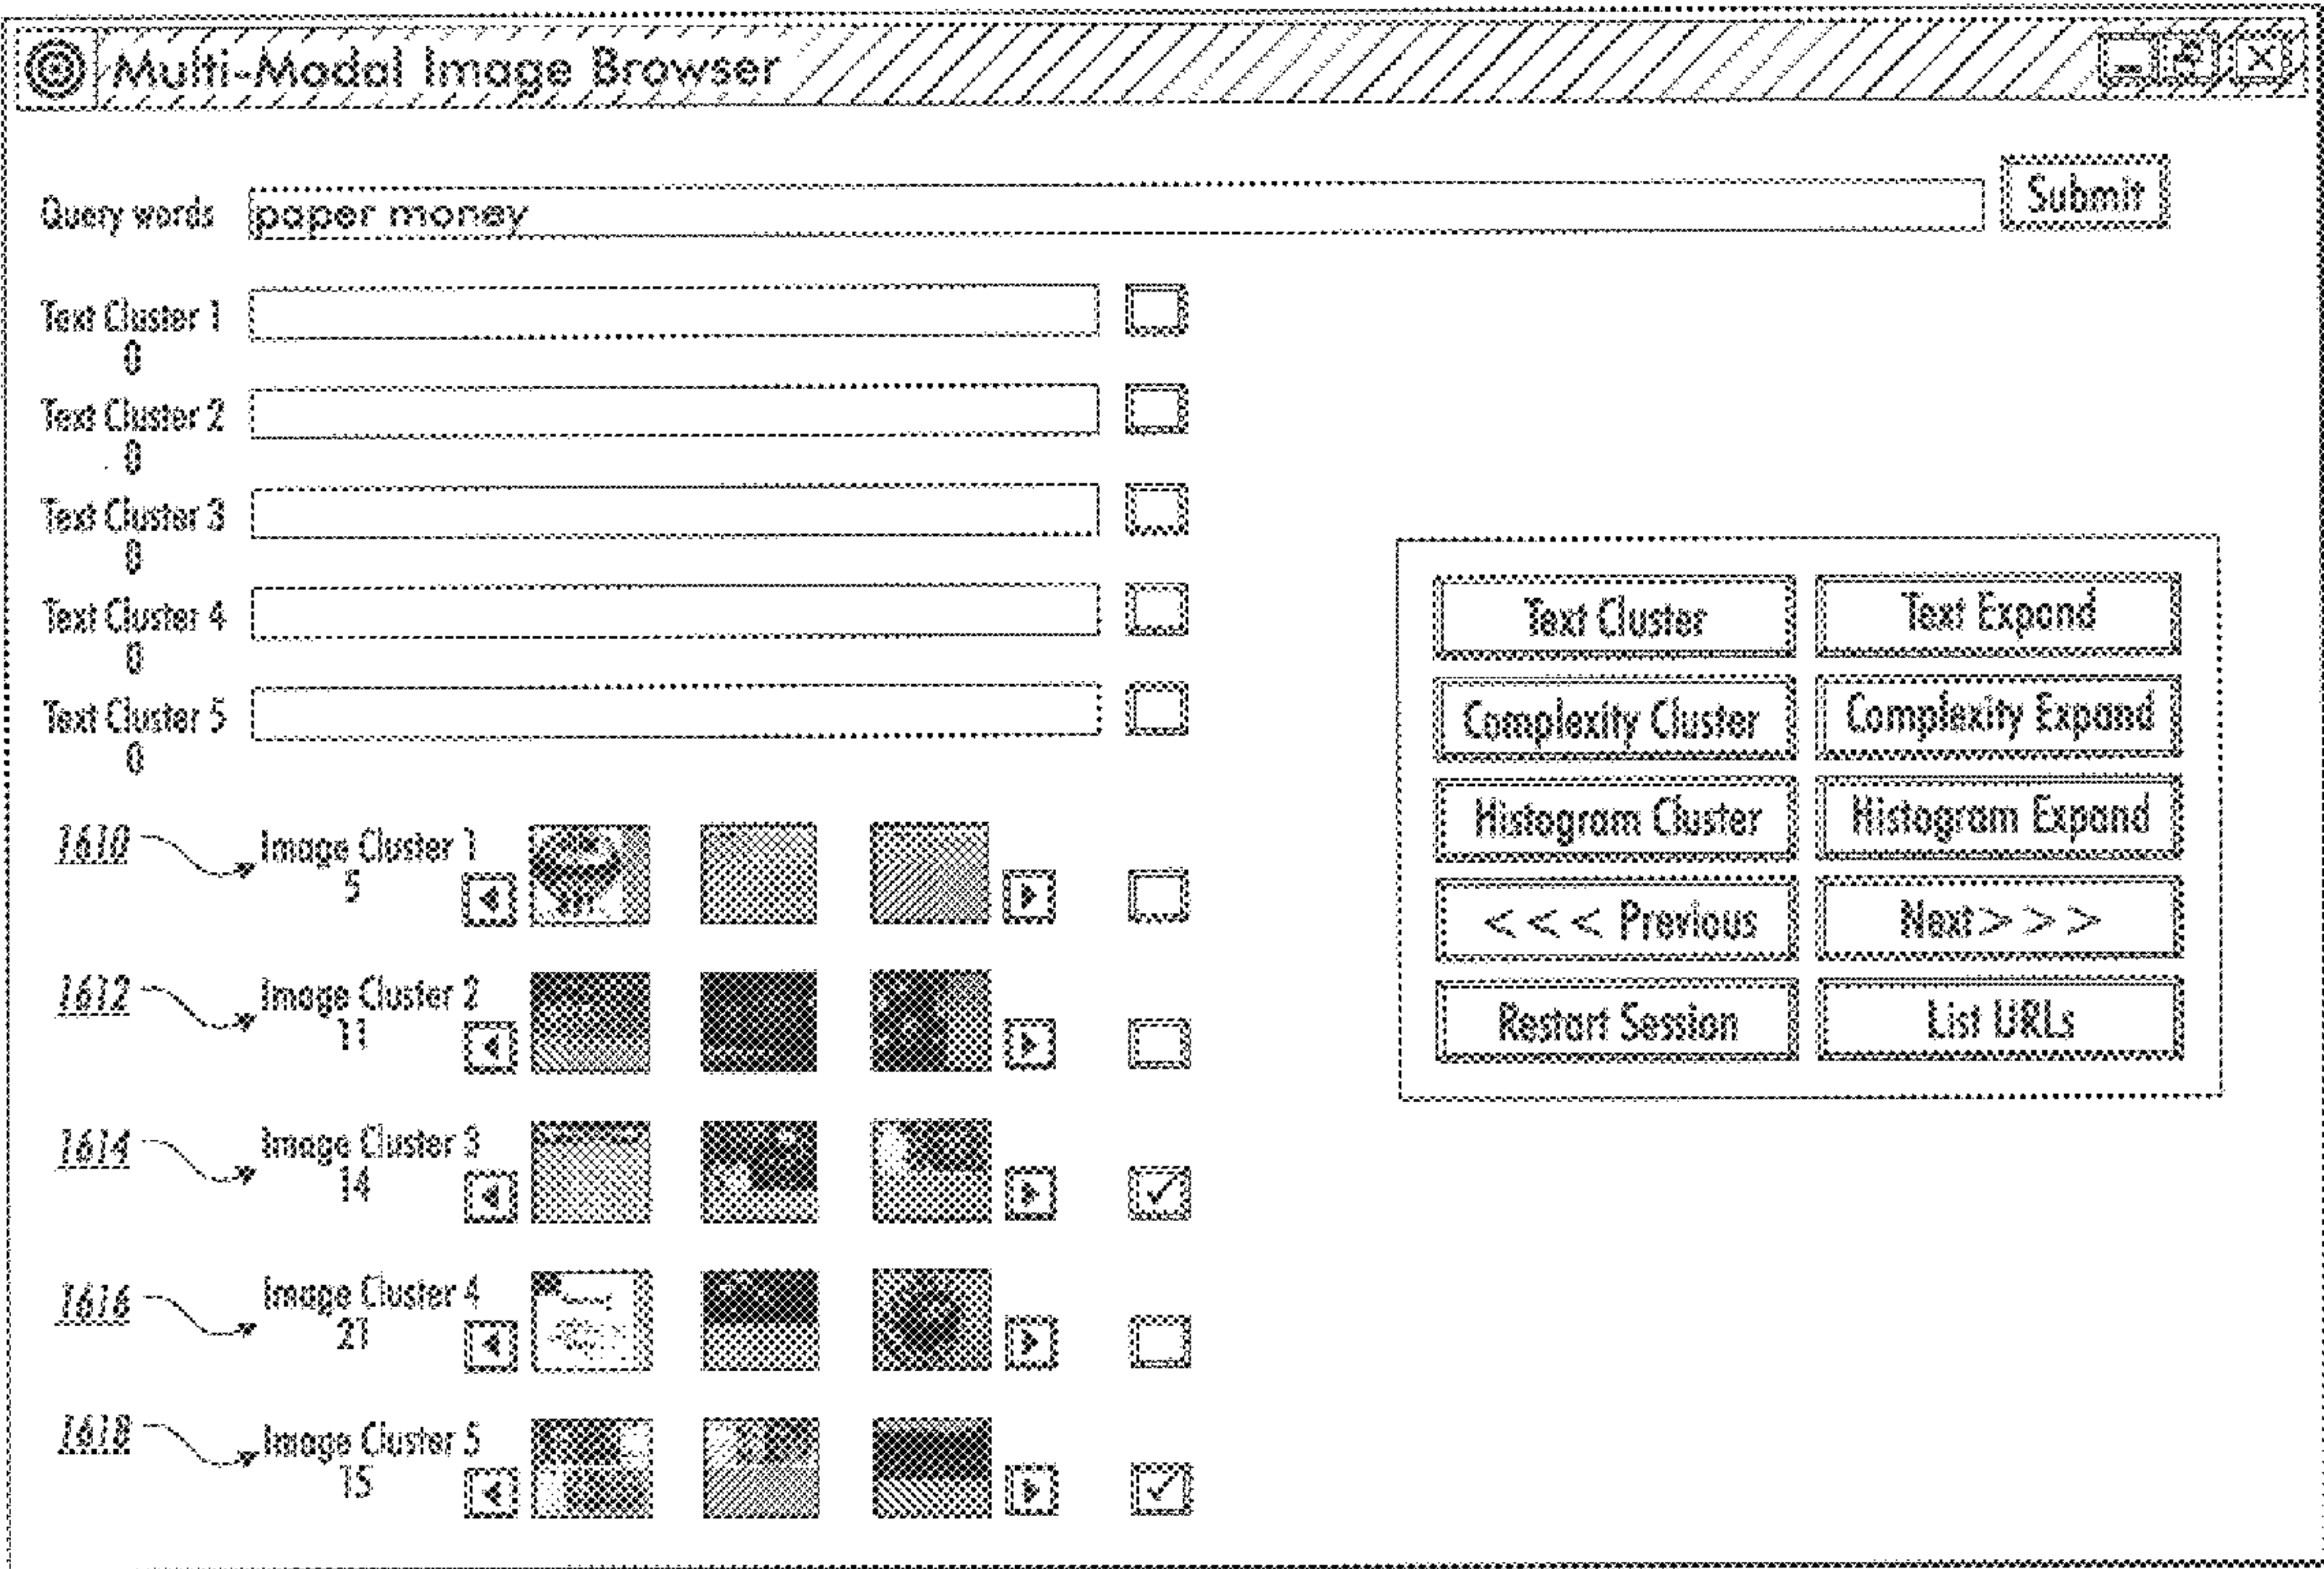 Multi-Modal Image Browser
Query words paper money Submit
Text Cluster 1
0
Text Cluster 2
0
Text Cluster 3
0
Text Cluster 4
0
Text Cluster 5
0
Text Cluster Text Expand
Complexity Cluster Complexity Expand
Histogram Cluster Histogram Expand
<<< Previous Next>>>
Restart Session List URLs
1610 Image Cluster 1
5
1612 Image Cluster 2
11
1614 Image Cluster 3
14
1616 Image Cluster 4
21
1618 Image Cluster 5
15